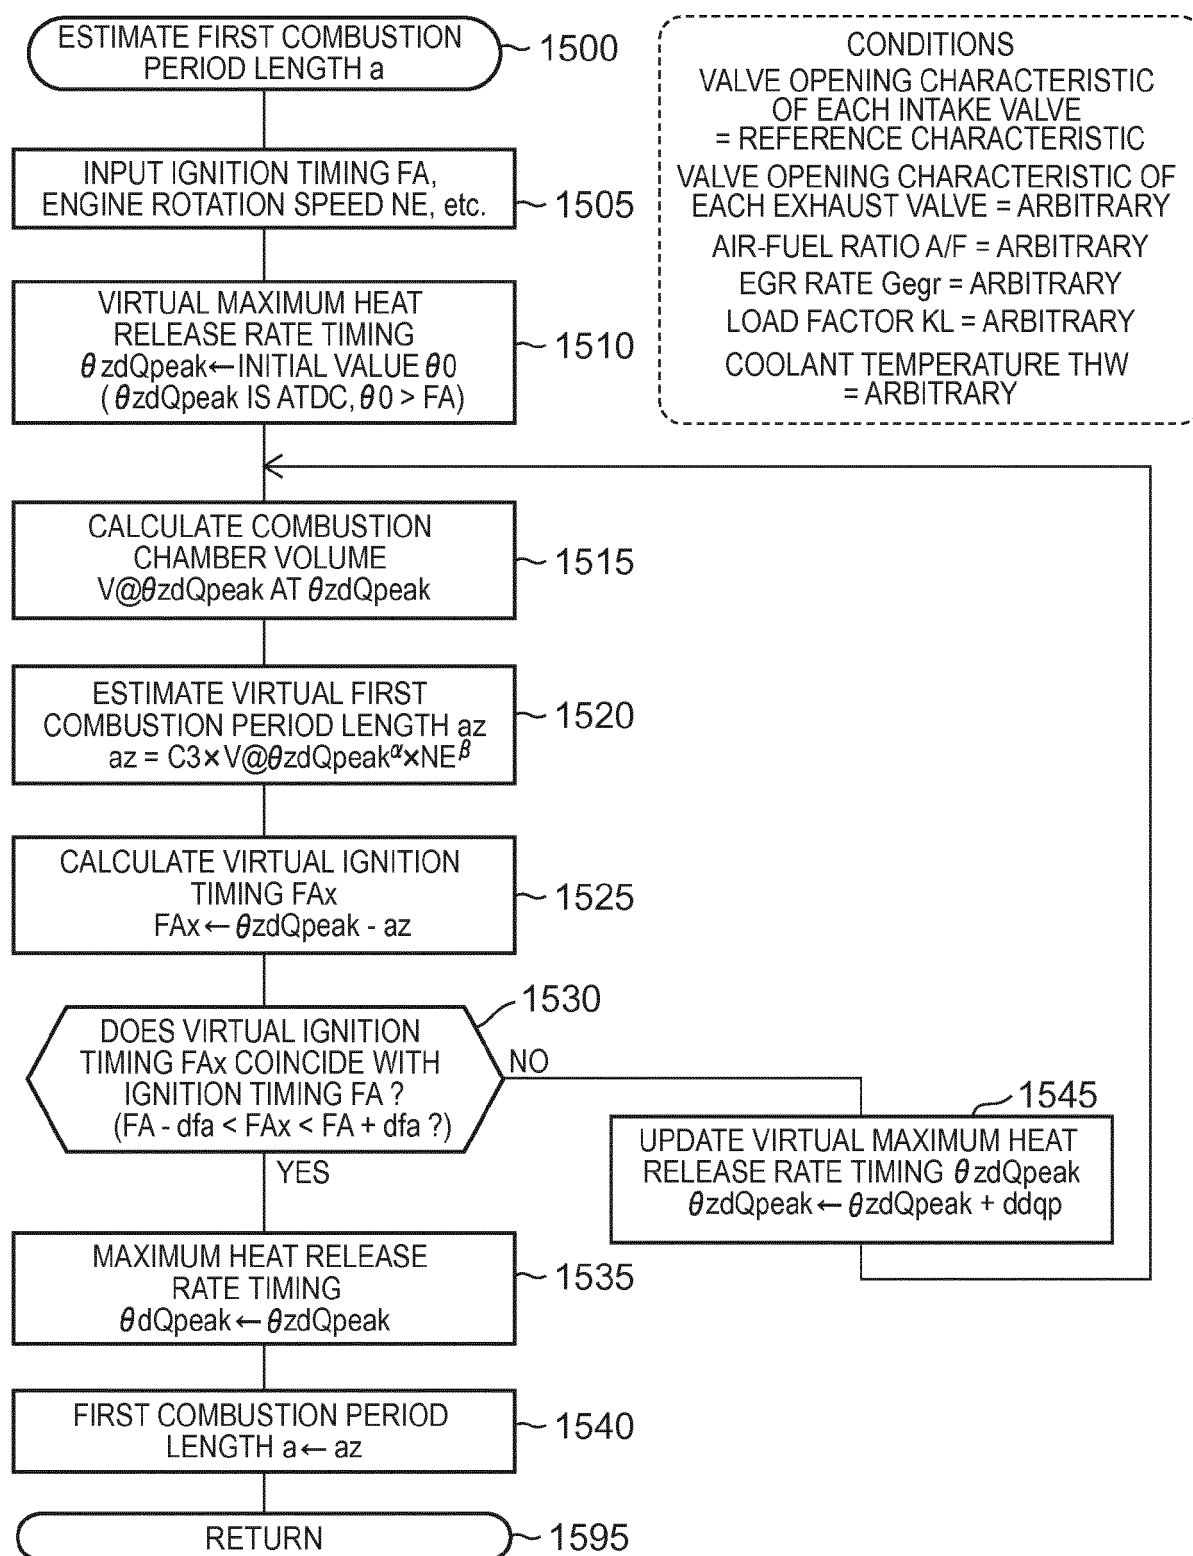 ESTIMATE FIRST COMBUSTION
PERIOD LENGTH a
1500
INPUT IGNITION TIMING FA,
ENGINE ROTATION SPEED NE, etc.
1505
VIRTUAL MAXIMUM HEAT
RELEASE RATE TIMING
θzdQpeak←INITIAL VALUE θ0
(θzdQpeak IS ATDC, θ0 > FA)
1510
CONDITIONS
VALVE OPENING CHARACTERISTIC
OF EACH INTAKE VALVE
= REFERENCE CHARACTERISTIC
VALVE OPENING CHARACTERISTIC OF
EACH EXHAUST VALVE = ARBITRARY
AIR-FUEL RATIO A/F = ARBITRARY
EGR RATE Gegr = ARBITRARY
LOAD FACTOR KL = ARBITRARY
COOLANT TEMPERATURE THW
= ARBITRARY
CALCULATE COMBUSTION
CHAMBER VOLUME
V@θzdQpeak AT θzdQpeak
1515
ESTIMATE VIRTUAL FIRST
COMBUSTION PERIOD LENGTH az
az = C3×V@θzdQpeak^α×NE^β
1520
CALCULATE VIRTUAL IGNITION
TIMING FAx
FAx←θzdQpeak - az
1525
DOES VIRTUAL IGNITION
TIMING FAx COINCIDE WITH
IGNITION TIMING FA ?
(FA - dfa < FAx < FA + dfa ?)
1530
NO
YES
1545
UPDATE VIRTUAL MAXIMUM HEAT
RELEASE RATE TIMING θzdQpeak
θzdQpeak←θzdQpeak + ddqp
MAXIMUM HEAT RELEASE
RATE TIMING
θdQpeak←θzdQpeak
1535
FIRST COMBUSTION PERIOD
LENGTH a←az
1540
RETURN
1595